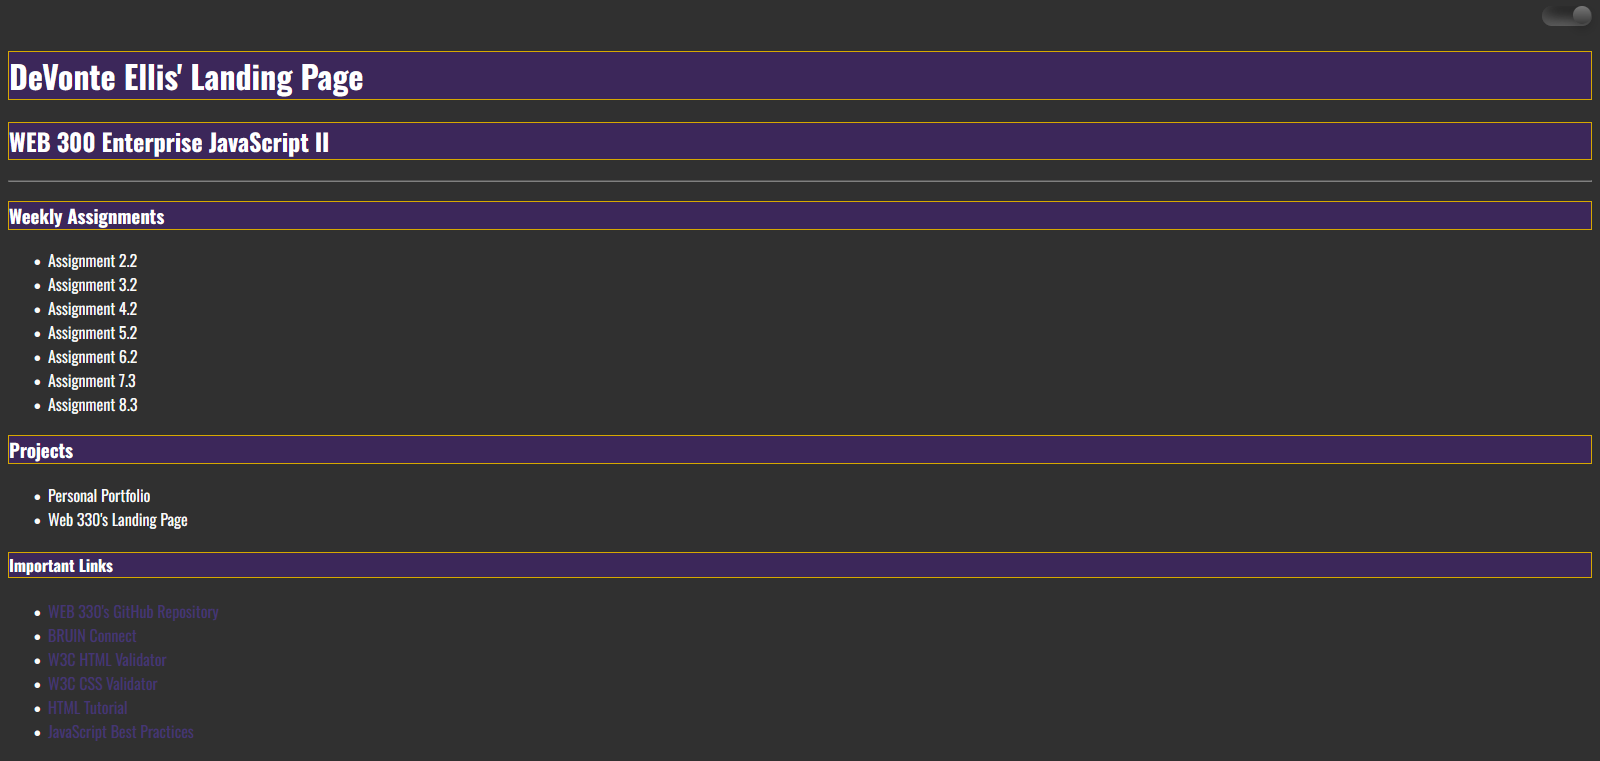 DeVonte Ellis' Landing Page
WEB 300 Enterprise JavaScript II
Weekly Assignments
Assignment 2.2
Assignment 3.2
Assignment 4.2
Assignment 5.2
Assignment 6.2
Assignment 7.3
Assignment 8.3
Projects
Personal Portfolio
Web 330's Landing Page
Important Links
WEB 330's GitHub Repository
BRUIN Connect
W3C HTML Validator
W3C CSS Validator
HTML Tutorial
JavaScript Best Practices